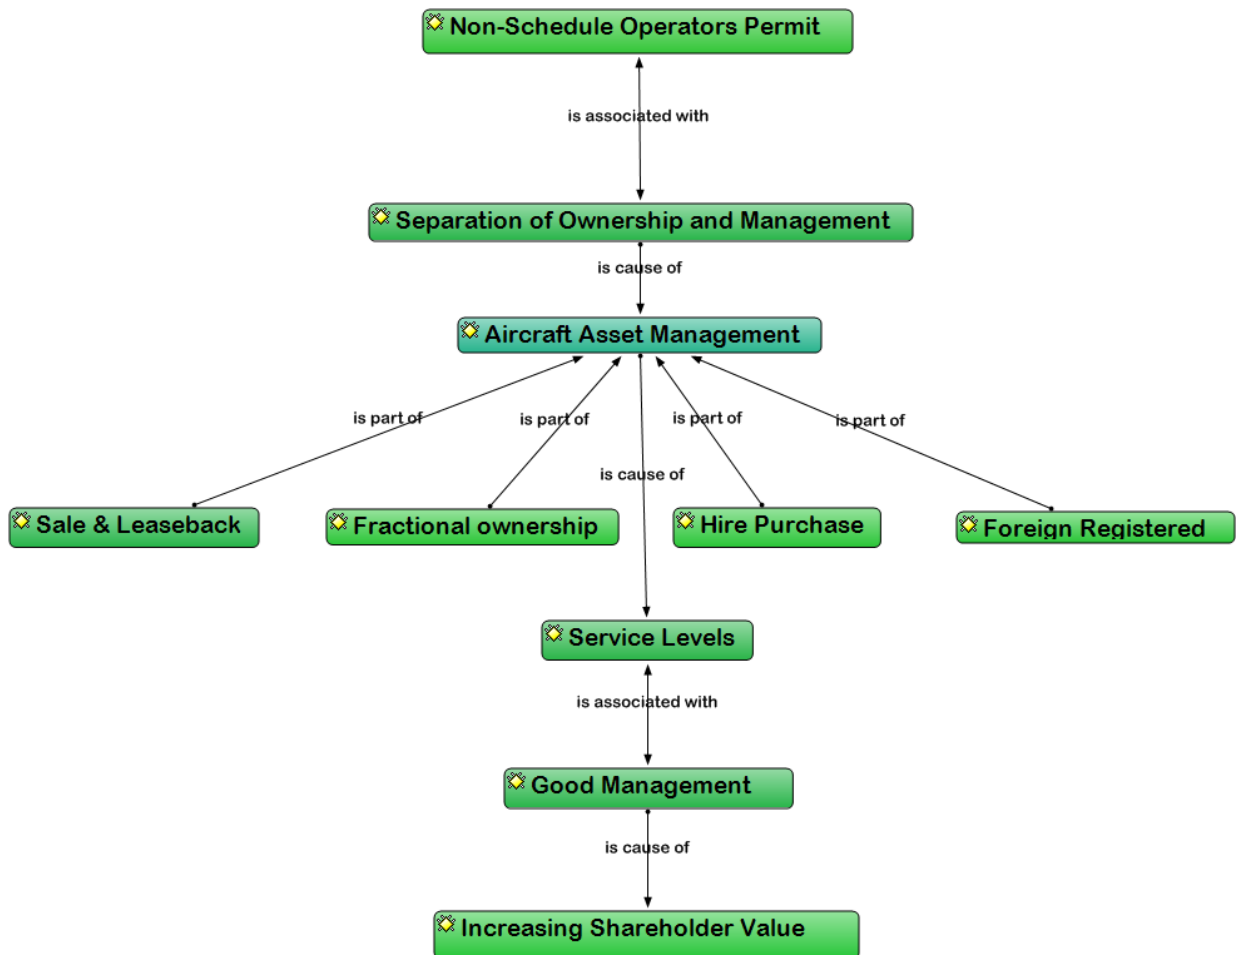 Non-Schedule Operators Permit
is associated with
Separation of Ownership and Management
is cause of
Aircraft Asset Management
is part of
is part of
is part of
is part of
is cause of
Sale & Leaseback
Fractional ownership
Hire Purchase
Foreign Registered
Service Levels
is associated with
Good Management
is cause of
Increasing Shareholder Value